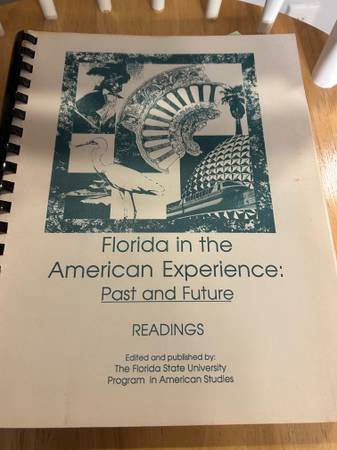 Florida in the
American Experience:
Past and Future
READINGS
Edited and published by:
The Florida State University
Program in American Studies